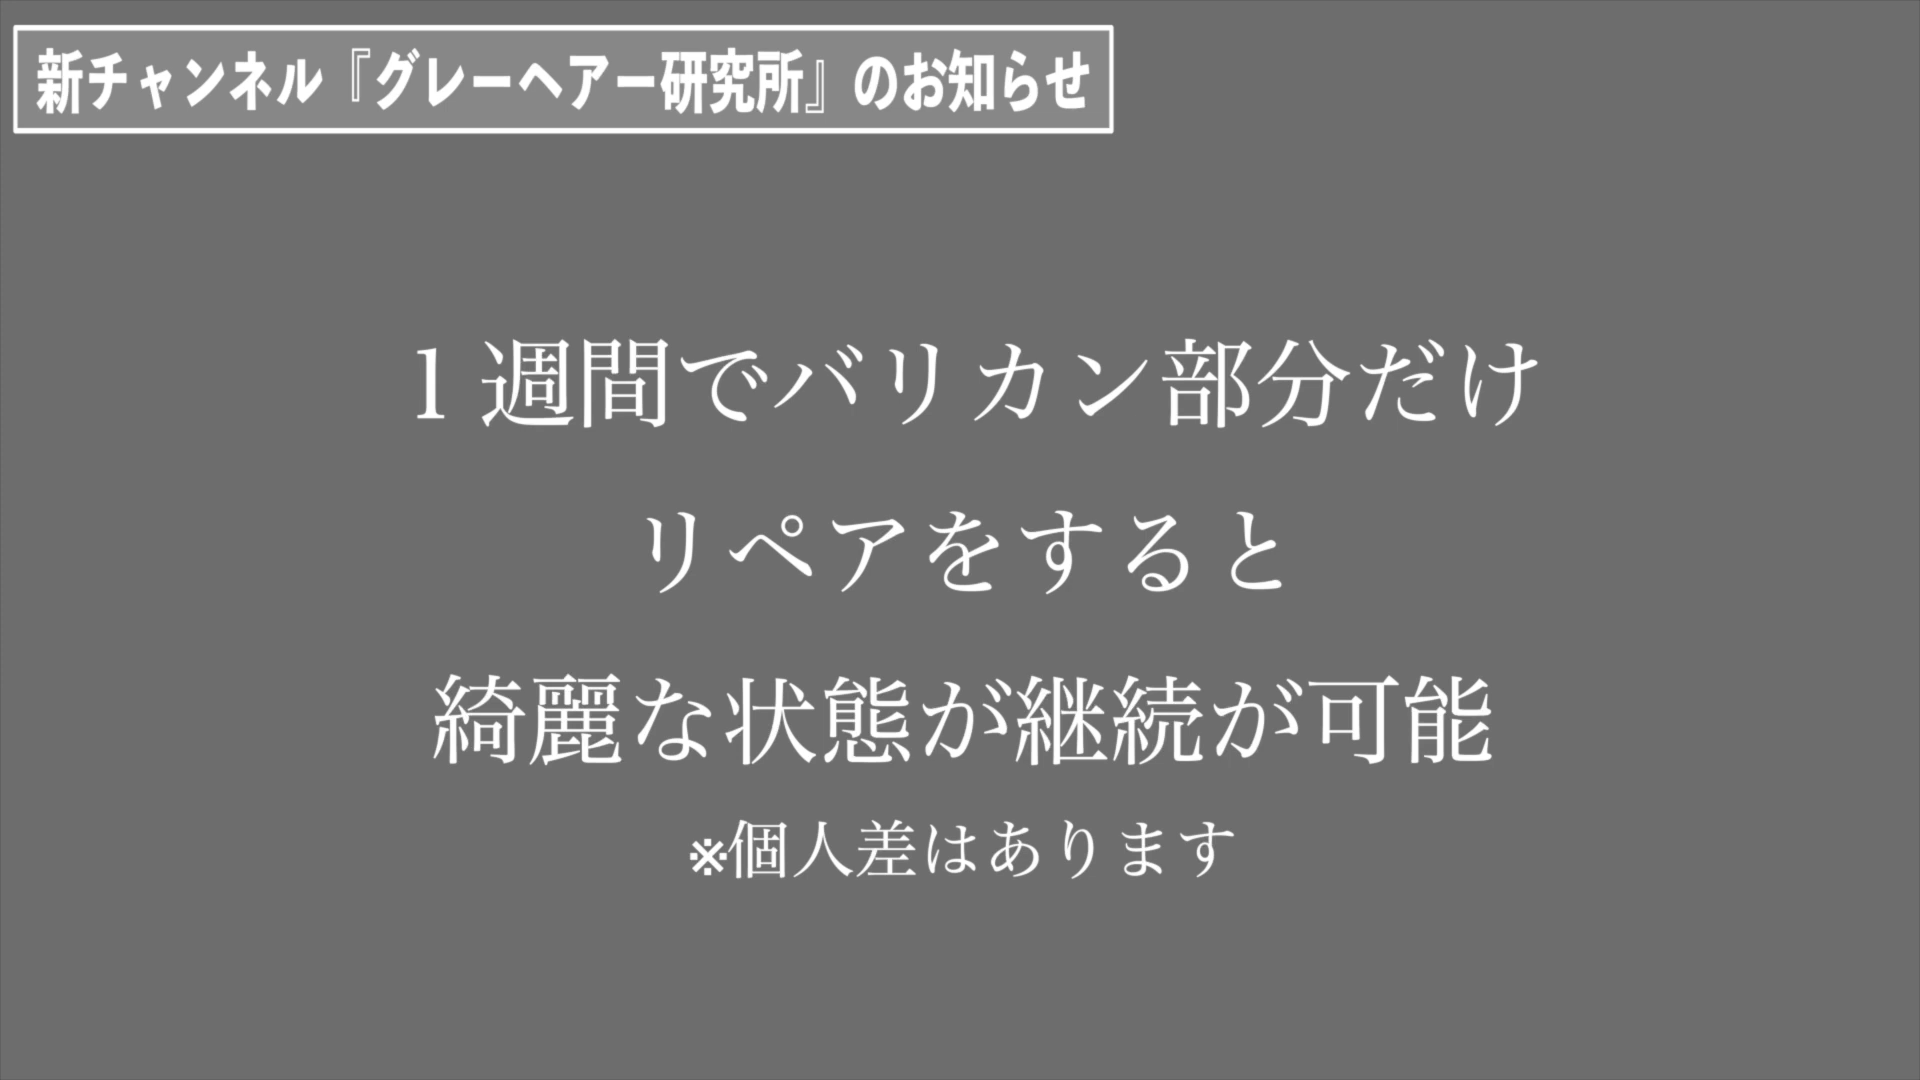 新チャンネル『グレーヘアー研究所』のお知らせ
１週間でバリカン部分だけ
リペアをすると
綺麗な状態が継続が可能
※個人差はあります